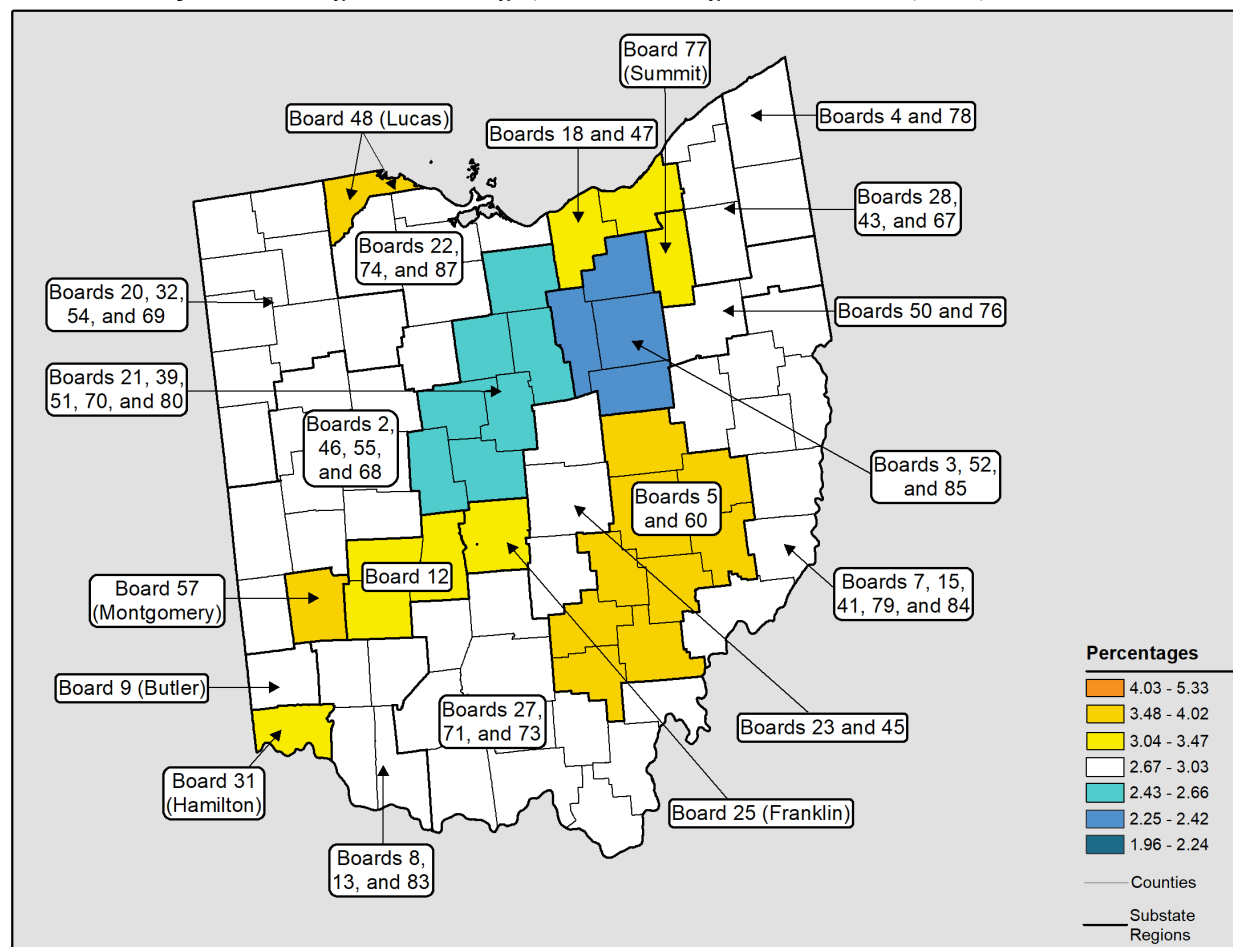 Board 77
(Summit)
Board 48 (Lucas)
Boards 18 and 47
Boards 4 and 78
Boards 28,
43, and 67
Boards 22,
74, and 87
Boards 20, 32,
54, and 69
Boards 50 and 76
Boards 21, 39,
51, 70, and 80
Boards 2,
46, 55,
and 68
Boards 3, 52,
and 85
Boards 5
and 60
Board 57
(Montgomery)
Board 12
Boards 7, 15,
41, 79, and 84
Board 9 (Butler)
Boards 27,
71, and 73
Boards 23 and 45
Board 31
(Hamilton)
Board 25 (Franklin)
Boards 8,
13, and 83
Percentages
4.03 - 5.33
3.48 - 4.02
3.04 - 3.47
2.67 - 3.03
2.43 - 2.66
2.25 - 2.42
1.96 - 2.24
Counties
Substate
Regions